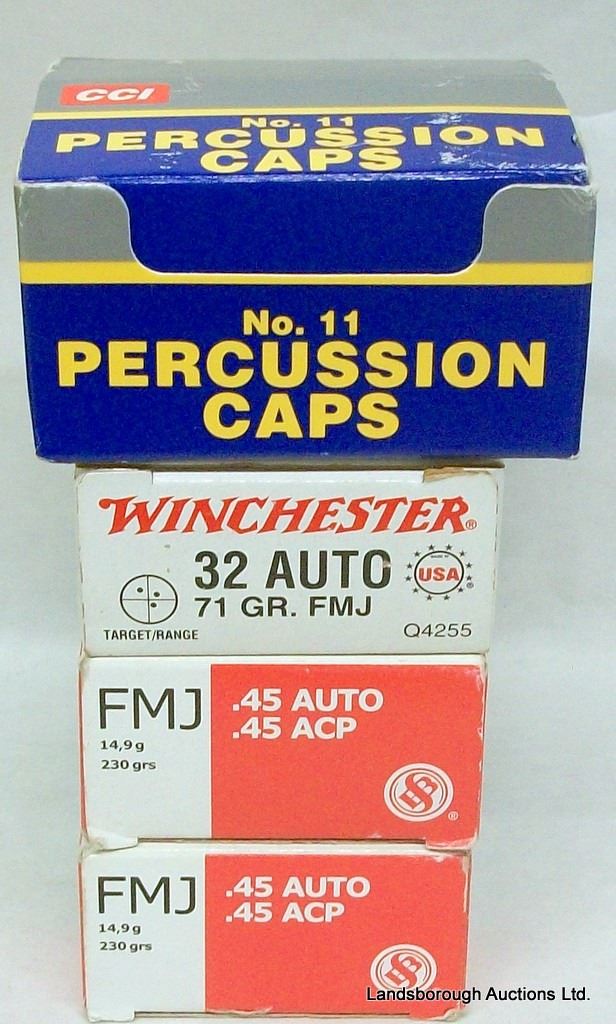 CCI
No. 11
PERCUSSION
CAPS
No. 11
PERCUSSION
CAPS
WINCHESTER®
32 AUTO
71 GR. FMJ
USA
®
TARGET/RANGE
Q4255
FMJ
14,9 g
230 grs
.45 AUTO
.45 ACP
®
FMJ
14,9 g
230 grs
.45 AUTO
.45 ACP
Landsborough Auctions Ltd.